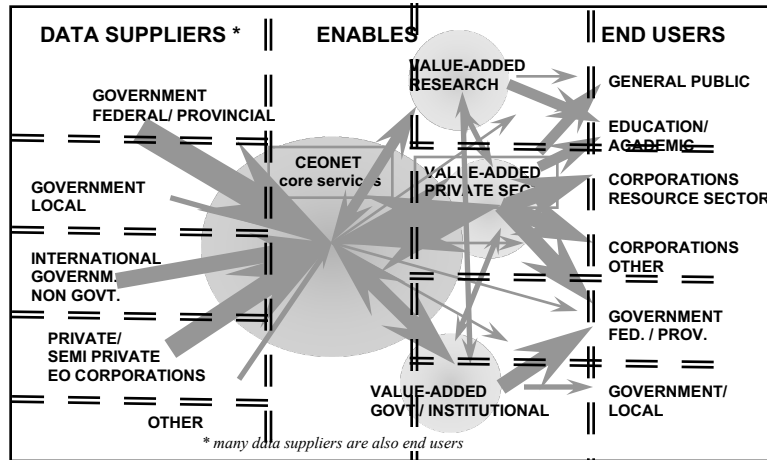 DATA SUPPLIERS *
ENABLES
END USERS
GOVERNMENT
FEDERAL/ PROVINCIAL
GOVERNMENT
LOCAL
INTERNATIONAL
GOVERNM.
NON GOVT.
PRIVATE/
SEMI PRIVATE
EO CORPORATIONS
OTHER
CEONET
core services
VALUE-ADDED
RESEARCH
VALUE-ADDED
PRIVATE SEC
VALUE-ADDED
GOVT / INSTITUTIONAL
GENERAL PUBLIC
EDUCATION/
ACADEMIC
CORPORATIONS
RESOURCE SECTOR
CORPORATIONS
OTHER
GOVERNMENT
FED. / PROV.
GOVERNMENT/
LOCAL
* many data suppliers are also end users